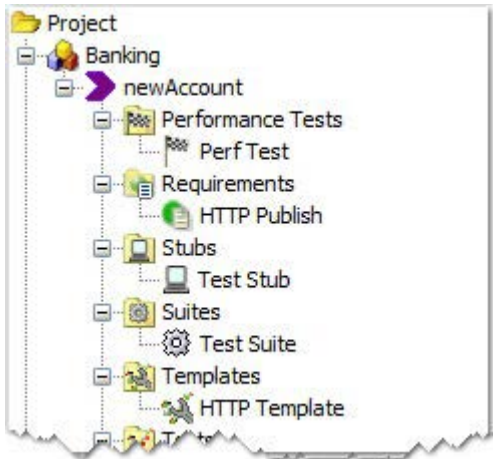 Project
Banking
newAccount
Performance Tests
Perf Test
Requirements
HTTP Publish
Stubs
Test Stub
Suites
Test Suite
Templates
HTTP Template
Tests